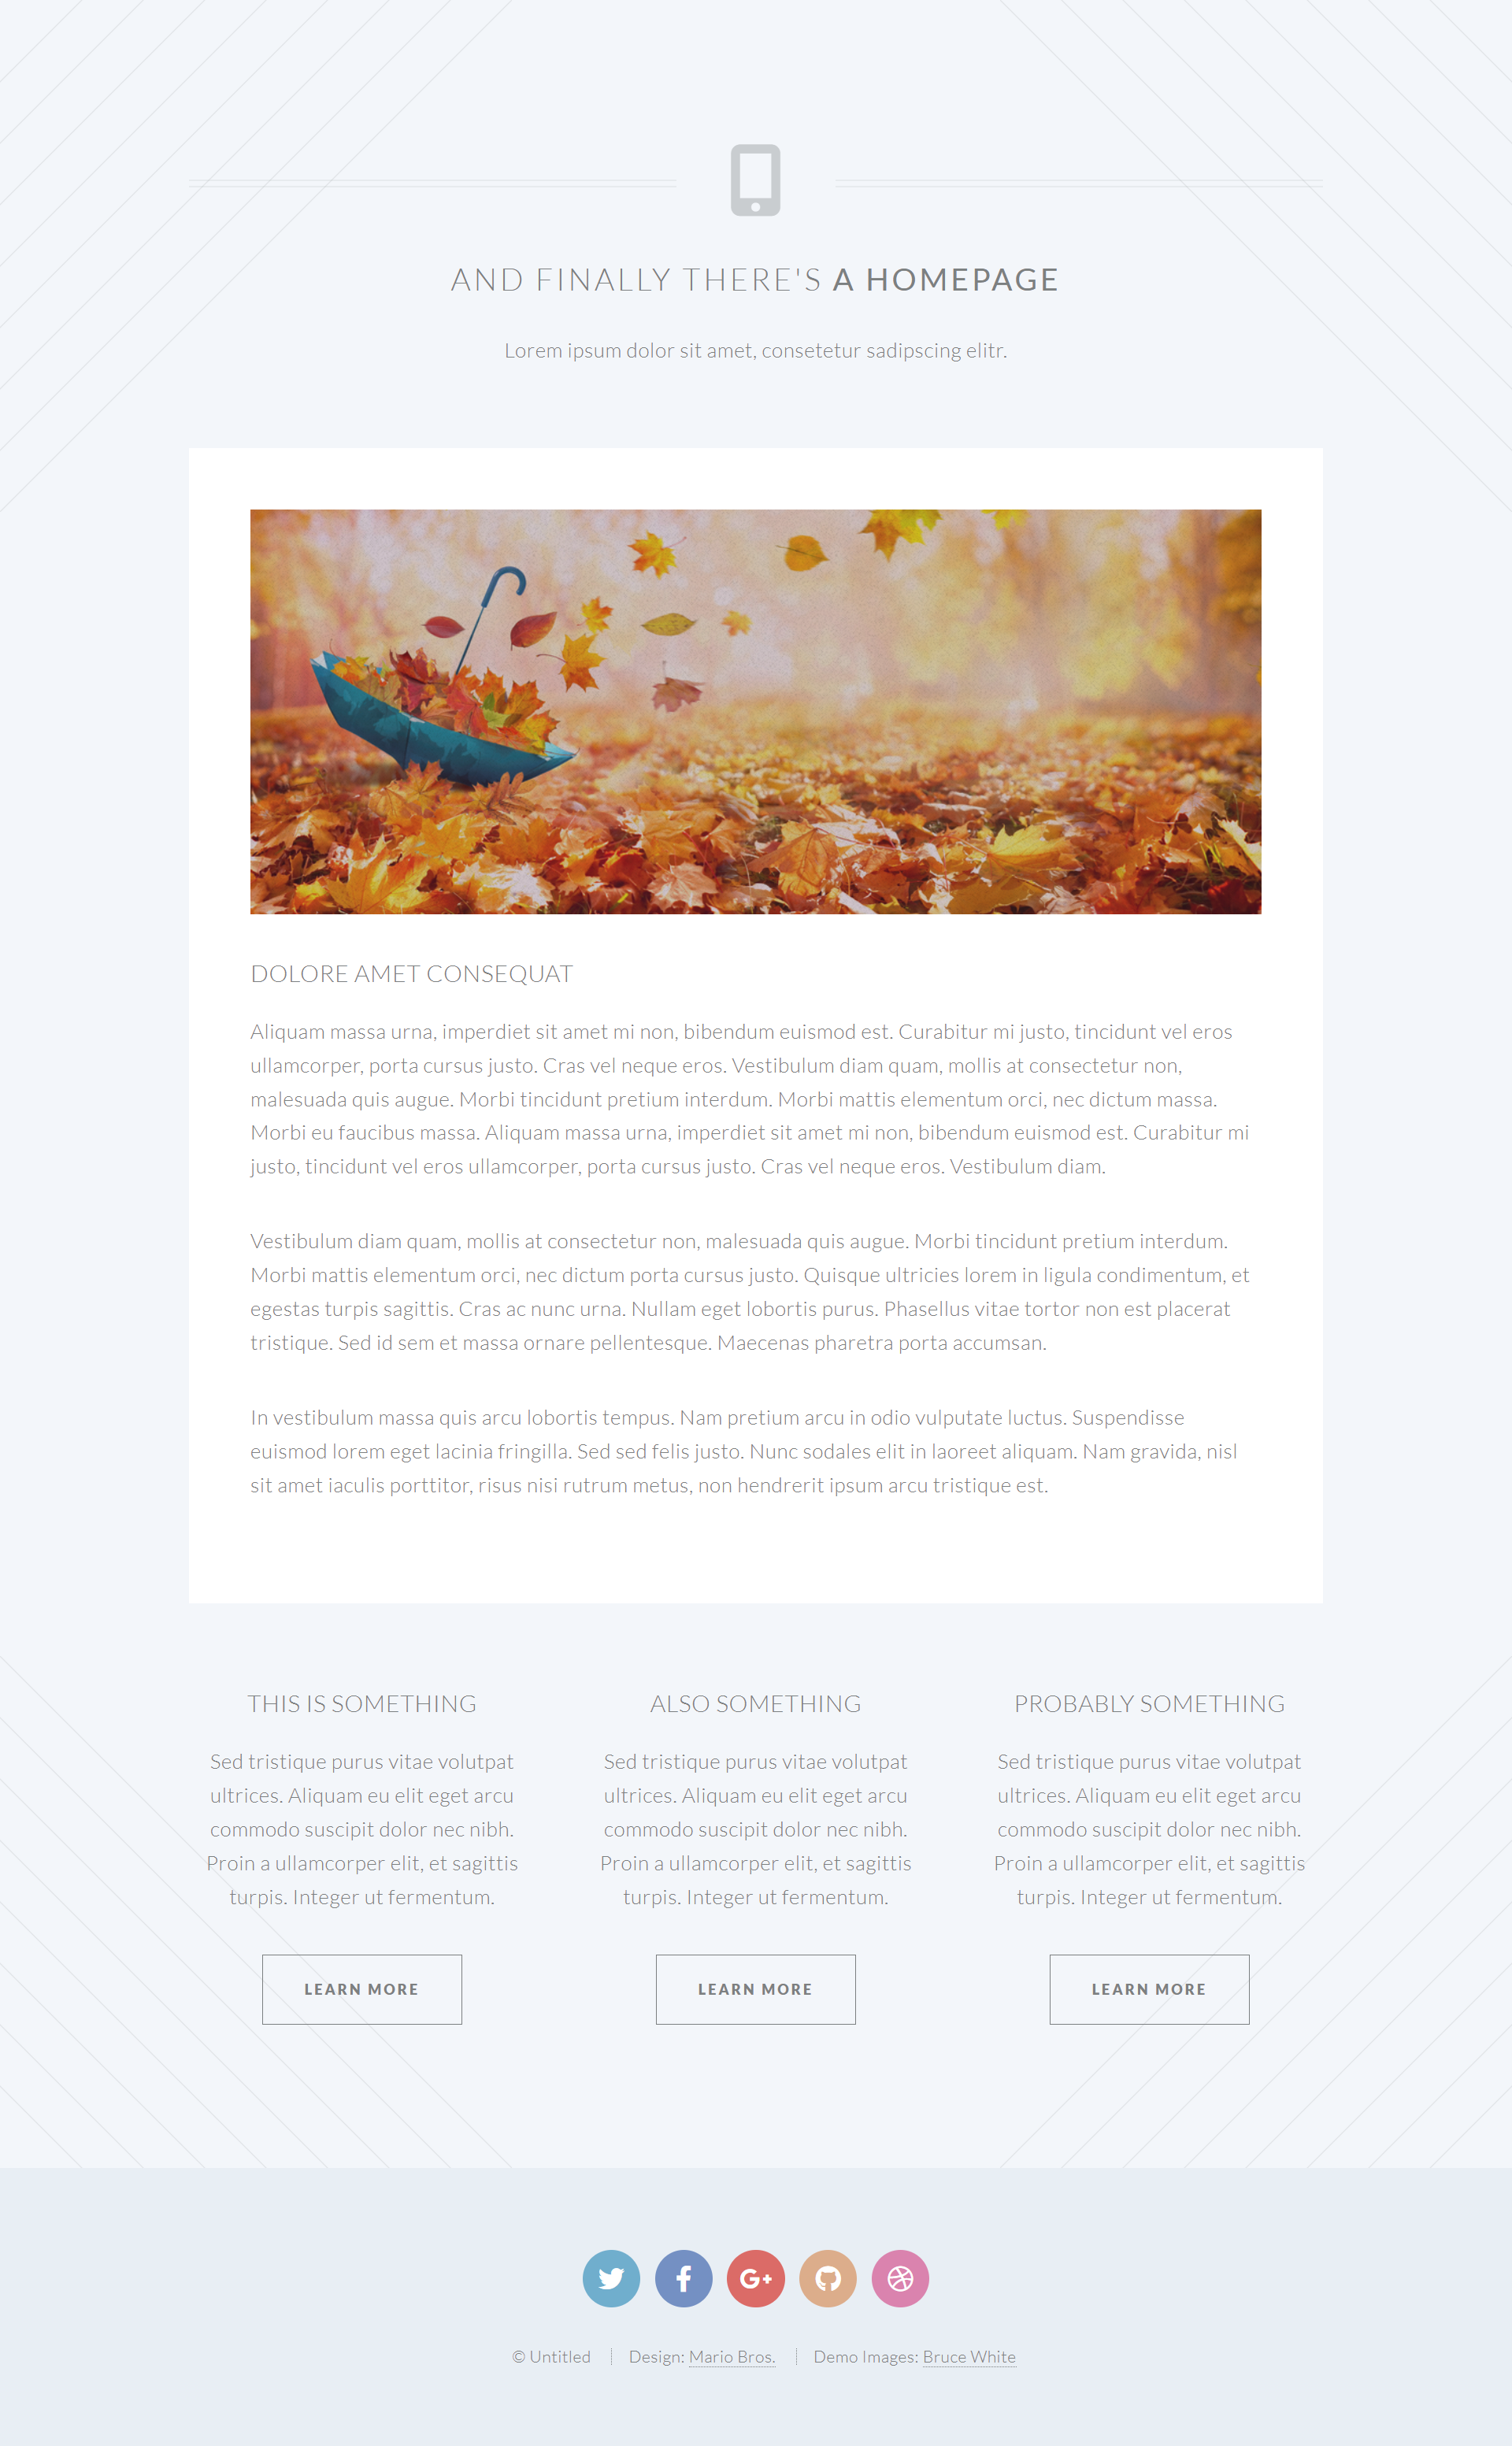 AND FINALLY THERE'S A HOMEPAGE
Lorem ipsum dolor sit amet, consetetur sadipscing elitr.
DOLORE AMET CONSEQUAT
Aliquam massa urna, imperdiet sit amet mi non, bibendum euismod est. Curabitur mi justo, tincidunt vel eros
ullamcorper, porta cursus justo. Cras vel neque eros. Vestibulum diam quam, mollis at consectetur non,
malesuada quis augue. Morbi tincidunt pretium interdum. Morbi mattis elementum orci, nec dictum massa.
Morbi eu faucibus massa. Aliquam massa urna, imperdiet sit amet mi non, bibendum euismod est. Curabitur mi
justo, tincidunt vel eros ullamcorper, porta cursus justo. Cras vel neque eros. Vestibulum diam.
Vestibulum diam quam, mollis at consectetur non, malesuada quis augue. Morbi tincidunt pretium interdum.
Morbi mattis elementum orci, nec dictum porta cursus justo. Quisque ultricies lorem in ligula condimentum, et
egestas turpis sagittis. Cras ac nunc urna. Nullam eget lobortis purus. Phasellus vitae tortor non est placerat
tristique. Sed id sem et massa ornare pellentesque. Maecenas pharetra porta accumsan.
In vestibulum massa quis arcu lobortis tempus. Nam pretium arcu in odio vulputate luctus. Suspendisse
euismod lorem eget lacinia fringilla. Sed sed felis justo. Nunc sodales elit in laoreet aliquam. Nam gravida, nisl
sit amet iaculis porttitor, risus nisi rutrum metus, non hendrerit ipsum arcu tristique est.
THIS IS SOMETHING
Sed tristique purus vitae volutpat
ultrices. Aliquam eu elit eget arcu
commodo suscipit dolor nec nibh.
Proin a ullamcorper elit, et sagittis
turpis. Integer ut fermentum.
LEARN MORE
ALSO SOMETHING
Sed tristique purus vitae volutpat
ultrices. Aliquam eu elit eget arcu
commodo suscipit dolor nec nibh.
Proin a ullamcorper elit, et sagittis
turpis. Integer ut fermentum.
LEARN MORE
PROBABLY SOMETHING
Sed tristique purus vitae volutpat
ultrices. Aliquam eu elit eget arcu
commodo suscipit dolor nec nibh.
Proin a ullamcorper elit, et sagittis
turpis. Integer ut fermentum.
LEARN MORE
© Untitled Design: Mario Bros. Demo Images: Bruce White